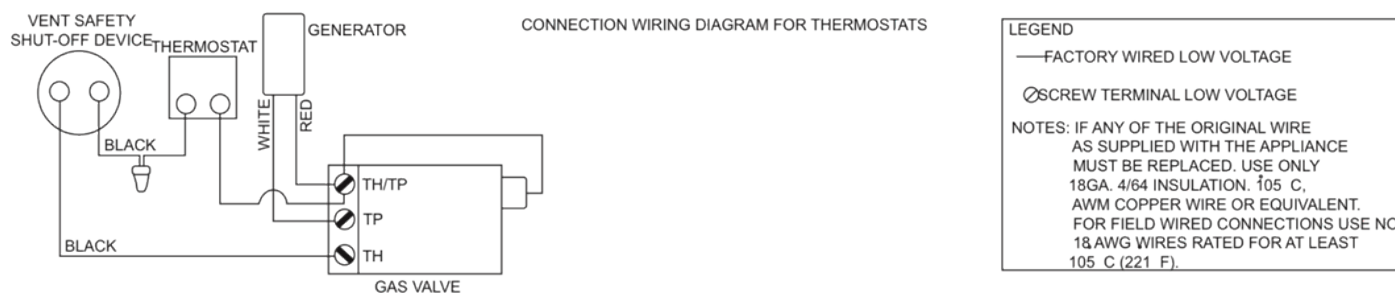 VENT SAFETY
SHUT-OFF DEVICE
THERMOSTAT
GENERATOR
CONNECTION WIRING DIAGRAM FOR THERMOSTATS
WHITE
RED
BLACK
TH/TP
TP
BLACK
TH
GAS VALVE
LEGEND
FACTORY WIRED LOW VOLTAGE
SCREW TERMINAL LOW VOLTAGE
NOTES: IF ANY OF THE ORIGINAL WIRE
AS SUPPLIED WITH THE APPLIANCE
MUST BE REPLACED. USE ONLY
18GA. 4/64 INSULATION. 105 C,
AWM COPPER WIRE OR EQUIVALENT.
FOR FIELD WIRED CONNECTIONS USE NO
18 AWG WIRES RATED FOR AT LEAST
105 C (221 F).